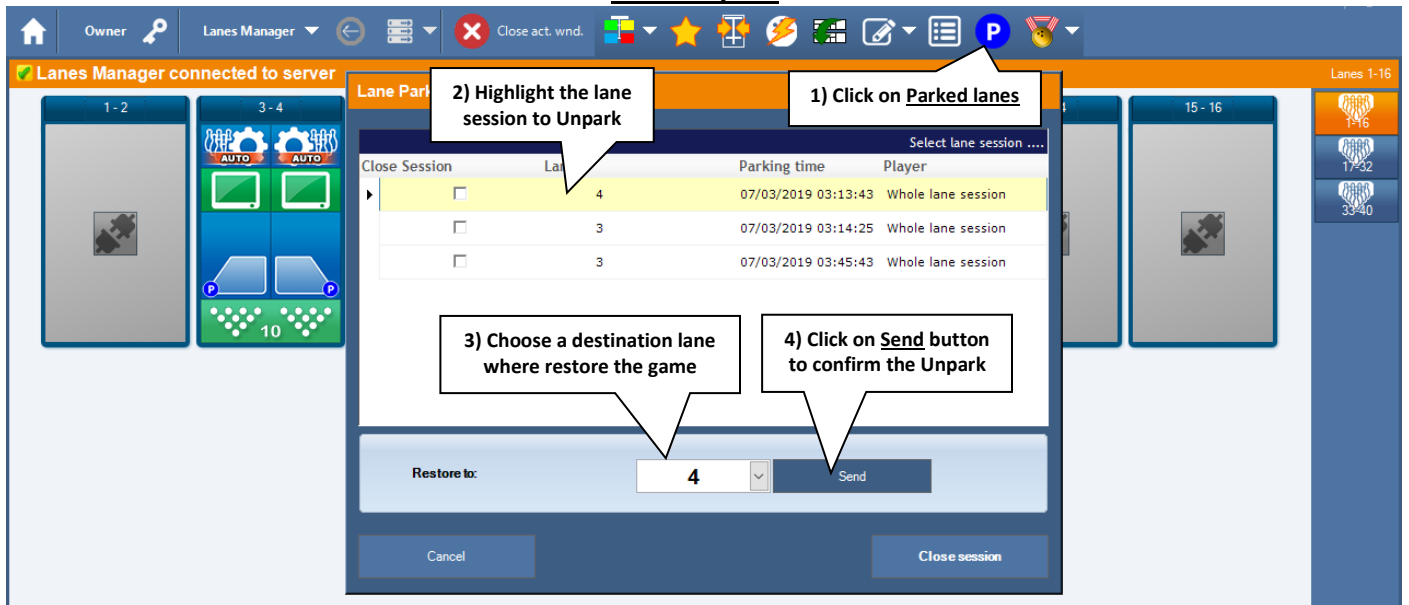 Owner
Lanes Manager
Close act. wnd.
P
Lanes Manager connected to server
Lanes 1-16
1 - 2
3 - 4
15 - 16
AUTO
AUTO
P
P
10
1-16
17-32
33-40
1) Click on Parked lanes
2) Highlight the lane
session to Unpark
Select lane session ....
Close Session
Parking time
Player
4
07/03/2019 03:13:43
Whole lane session
3
07/03/2019 03:14:25
Whole lane session
3
07/03/2019 03:45:43
Whole lane session
3) Choose a destination lane
where restore the game
4) Click on Send button
to confirm the Unpark
Restore to:
4
Send
Cancel
Close session